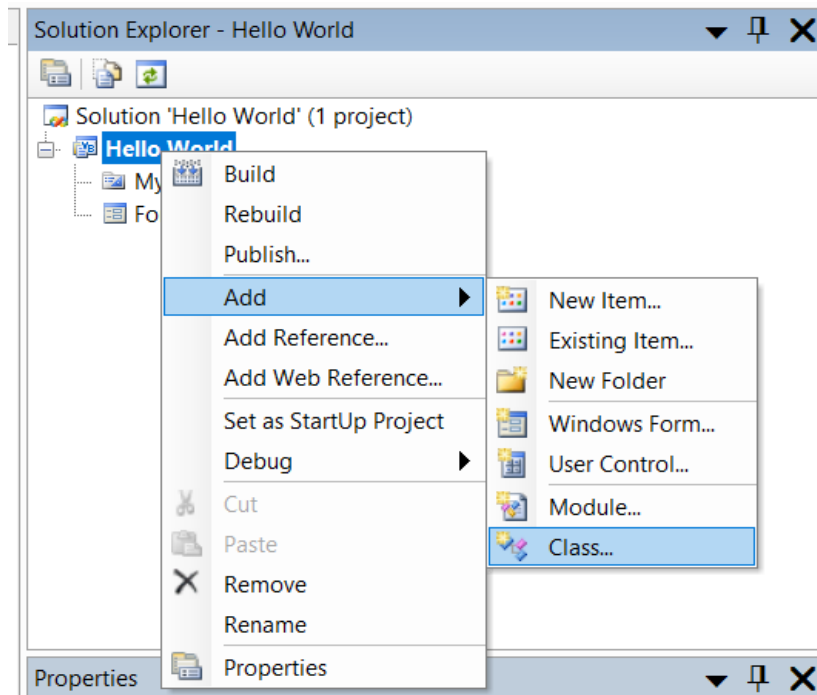 Solution Explorer - Hello World
Solution 'Hello World' (1 project)
Hello World
My
Fo
Build
Rebuild
Publish...
Add
Add Reference...
Add Web Reference...
Set as StartUp Project
Debug
Cut
Paste
Remove
Rename
Properties
New Item...
Existing Item...
New Folder
Windows Form...
User Control...
Module...
Class...
Properties